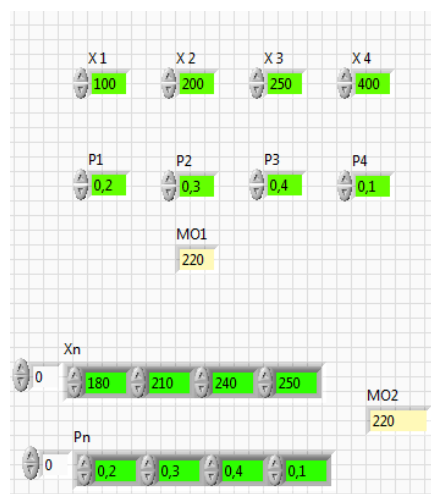 X 1 X 2 X 3 X 4
100 200 250 400
P1 P2 P3 P4
0,2 0,3 0,4 0,1
MO1
220
Xn
0 180 210 240 250
MO2
220
Pn
0 0,2 0,3 0,4 0,1